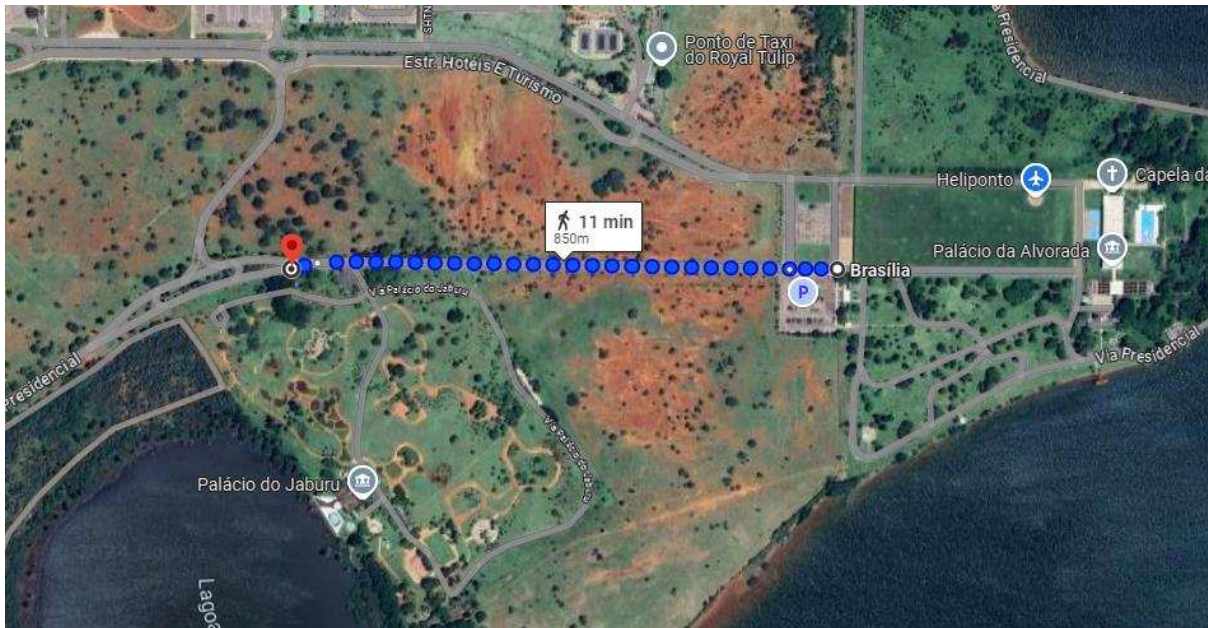 SHTN
Ponto de Taxi
do Royal Tulip
a Presidencial
Estr. Hotéis E Turismo
Heliponto
Capela da
11 min
850m
Palácio da Alvorada
Brasília
P
Via Palácio do Jaburu
Presidencial
Via Presidencial
Via Palácio do Jaburu
Palácio do Jaburu
Lagoa